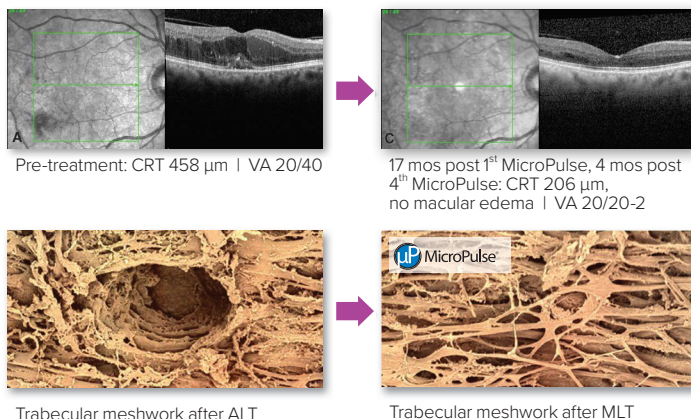 A
C
Pre-treatment: CRT 458 μm | VA 20/40
17 mos post 1st MicroPulse, 4 mos post
4th MicroPulse: CRT 206 μm,
no macular edema | VA 20/20-2
μP MicroPulse®
Trabecular meshwork after ALT
Trabecular meshwork after MLT